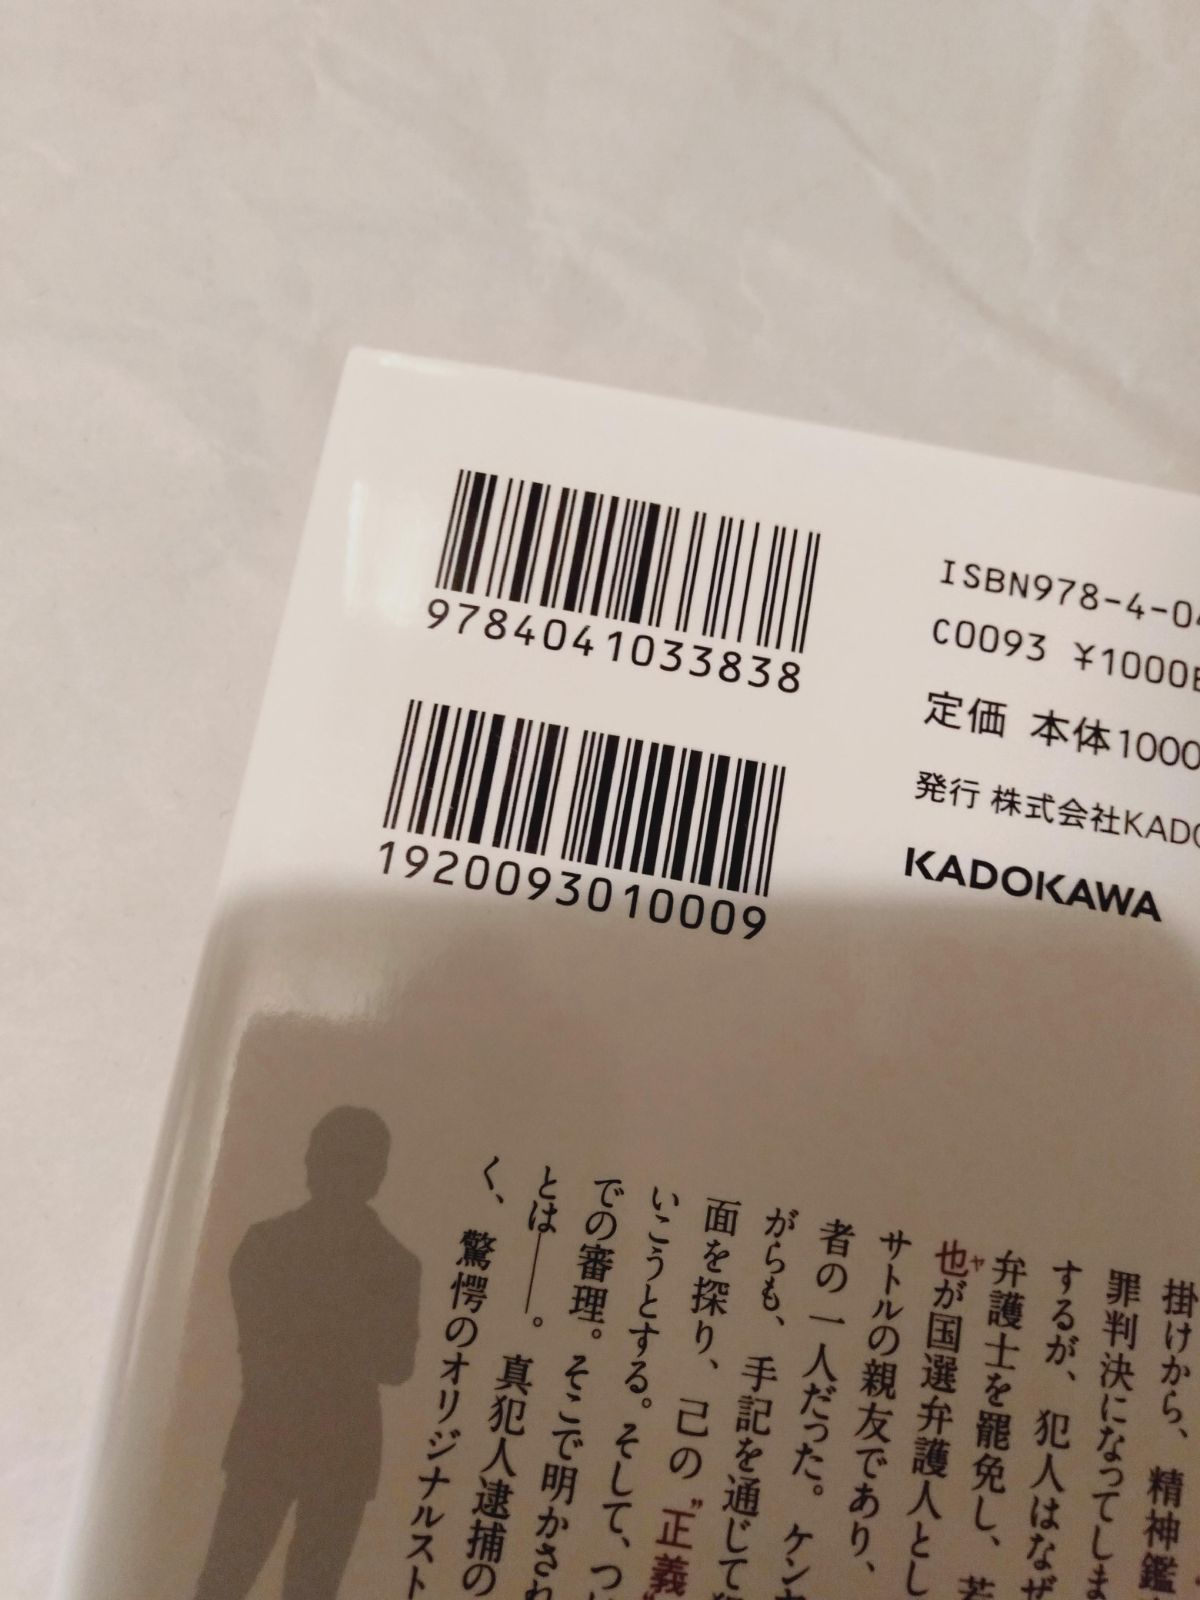 9784041033838
1920093010009
ISBN978-4-04
C0093 ¥1000E
定価 本体1000
発行 株式会社KADO
KADOKAWA
掛けから、精神鑑
罪判決になってしま
するが、犯人はなぜ
弁護士を罷免し、若
也ヤが国選弁護人とし
サトルの親友であり、
者の一人だった。ケンヤ
がらも、手記を通じて
面を探り、己の〝正義〟
いこうとする。そして、つ
での審理。そこで明かされ
とは――。真犯人逮捕の
く、驚愕のオリジナルスト